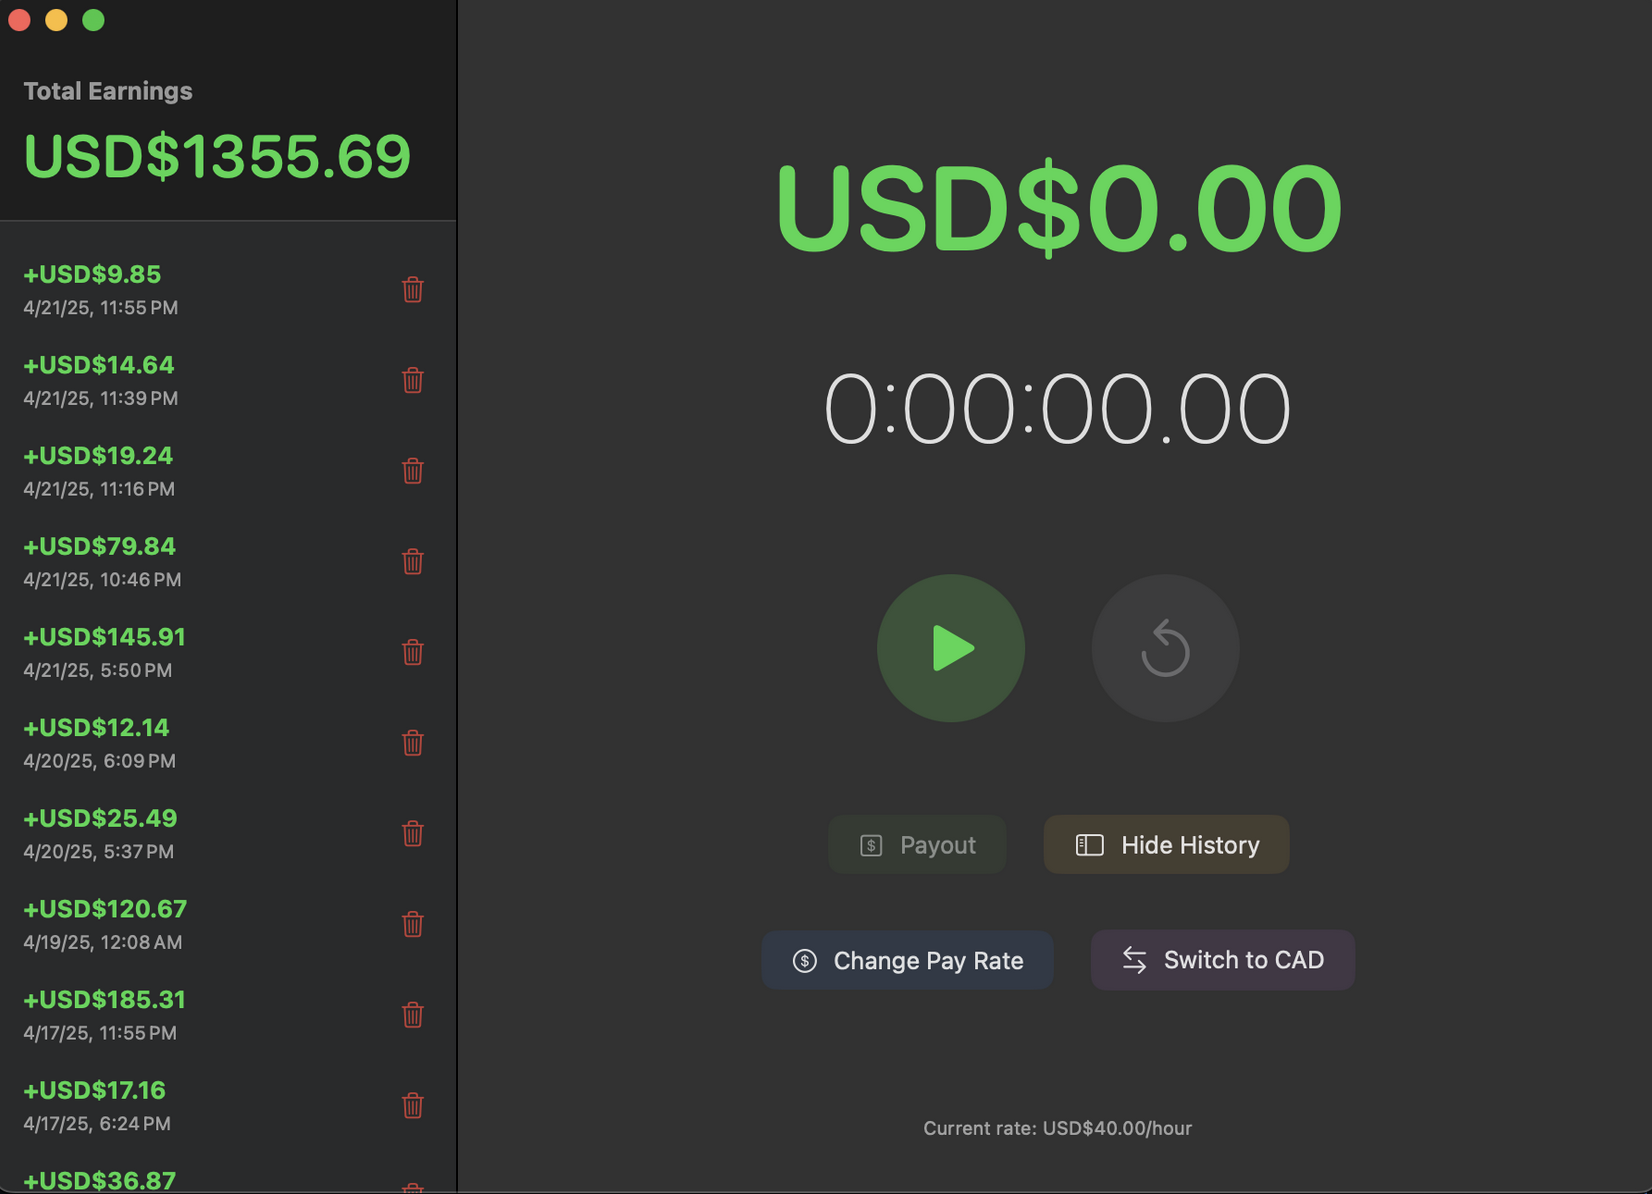 Total Earnings
USD$1355.69
+USD$9.85
4/21/25, 11:55 PM
+USD$14.64
4/21/25, 11:39 PM
+USD$19.24
4/21/25, 11:16 PM
+USD$79.84
4/21/25, 10:46 PM
+USD$145.91
4/21/25, 5:50 PM
+USD$12.14
4/20/25, 6:09 PM
+USD$25.49
4/20/25, 5:37 PM
+USD$120.67
4/19/25, 12:08 AM
+USD$185.31
4/17/25, 11:55 PM
+USD$17.16
4/17/25, 6:24 PM
+USD$36.87
USD$0.00
0:00:00.00
Payout
Hide History
Change Pay Rate
Switch to CAD
Current rate: USD$40.00/hour